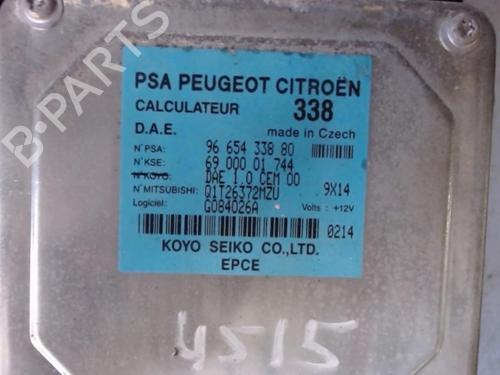 PSA PEUGEOT CITROËN
CALCULATEUR 338
D.A.E. made in Czech
N°PSA: 96 654 338 80
N°KSE: 69 000 01 744
N°KOYO: DAE 1.0 CEM 00
N°MITSUBISHI: Q1T26372MZU 9X14
Logiciel: G084026A Volts : +12V
0214
KOYO SEIKO CO.,LTD.
EPCE
4515
B-PARTS